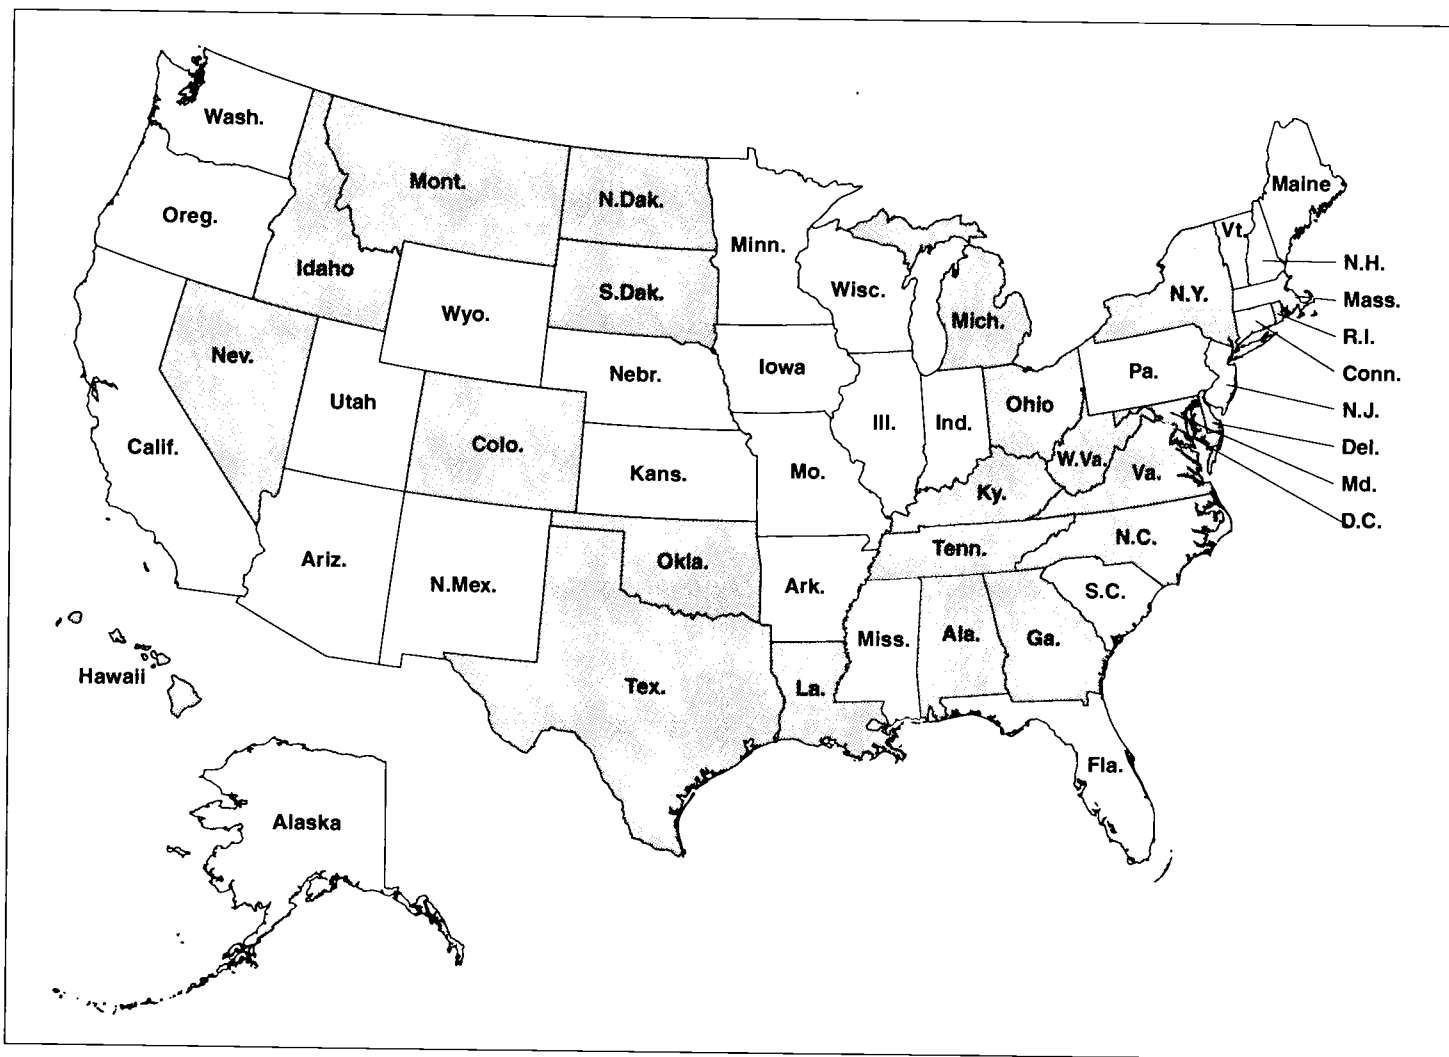 Wash.
Oreg.
Calif.
Nev.
Idaho
Mont.
Wyo.
Utah
Colo.
Ariz.
N.Mex.
N.Dak.
S.Dak.
Nebr.
Kans.
Okla.
Tex.
Minn.
Iowa
Mo.
Ark.
La.
Wisc.
Ill.
Mich.
Ind.
Ohio
Ky.
Tenn.
Miss.
Ala.
Ga.
Fla.
S.C.
N.C.
Va.
W.Va.
Pa.
N.Y.
Vt.
Maine
N.H.
Mass.
R.I.
Conn.
N.J.
Del.
Md.
D.C.
Hawaii
Alaska